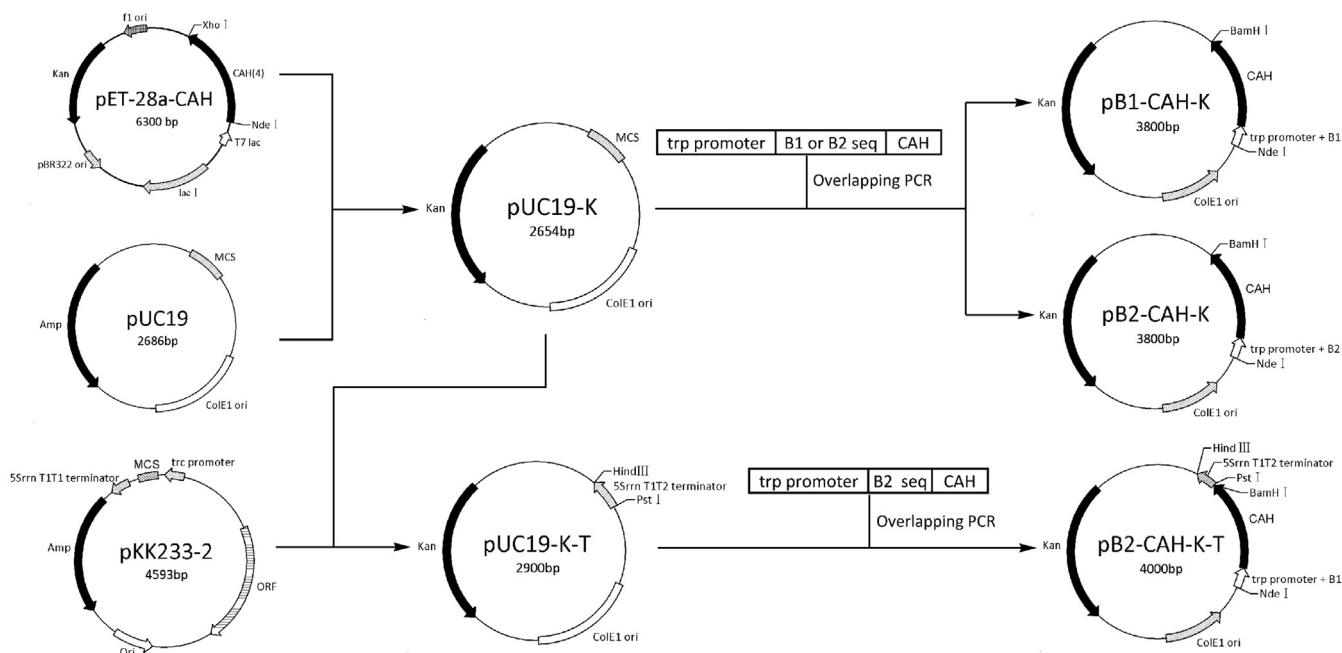 f1 ori
Xho I
Kan
CAH(4)
pET-28a-CAH
6300 bp
Nde I
T7 lac
pBR322 ori
lac I
MCS
Amp
pUC19
2686bp
ColE1 ori
MCS
Kan
pUC19-K
2654bp
ColE1 ori
trp promoter
B1 or B2 seq
CAH
Overlapping PCR
BamH I
Kan
CAH
pB1-CAH-K
3800bp
trp promoter + B1
Nde I
ColE1 ori
BamH I
CAH
Kan
pB2-CAH-K
3800bp
trp promoter + B2
Nde I
ColE1 ori
MCS
trc promoter
5Srrn T1T1 terminator
Amp
pKK233-2
4593bp
ORF
Ori
HindIII
5Srrn T1T2 terminator
Pst I
Kan
pUC19-K-T
2900bp
ColE1 ori
trp promoter
B2 seq
CAH
Overlapping PCR
Hind III
5Srrn T1T2 terminator
Pst I
BamH I
CAH
Kan
pB2-CAH-K-T
4000bp
trp promoter + B1
Nde I
ColE1 ori